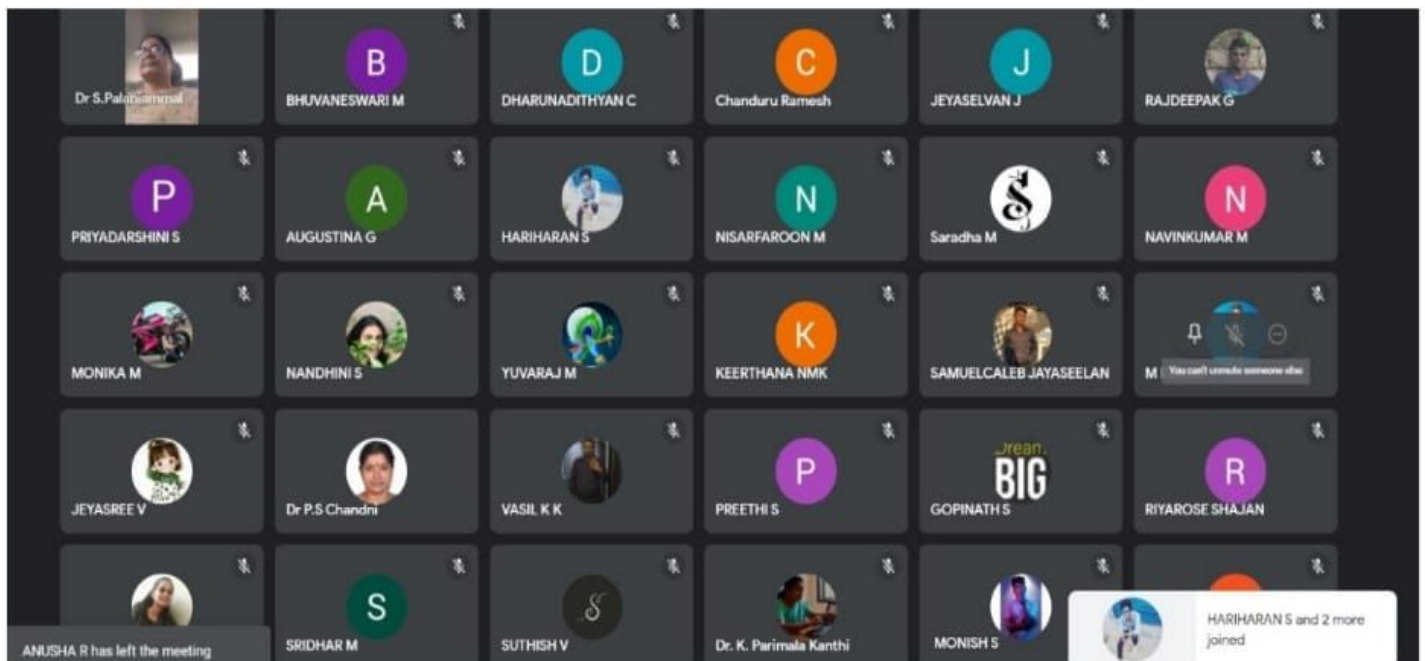 Dr S.Palaniammal
B
BHUVANESWARI M
D
DHARUNADITHYAN C
C
Chanduru Ramesh
J
JEYASELVAN J
RAJDEEPAK G
P
PRIYADARSHINI S
A
AUGUSTINA G
HARIHARAN S
N
NISARFAROON M
S
Saradha M
N
NAVINKUMAR M
MONIKA M
NANDHINI S
YUVARAJ M
K
KEERTHANA NMK
SAMUELCALEB JAYASEELAN
M
You can't unmute someone else
JEYASREE V
Dr P.S Chandni
VASIL K K
P
PREETHI S
BIG
GOPINATH S
R
RIYAROSE SHAJAN
ANUSHA R has left the meeting
S
SRIDHAR M
S
SUTHISH V
Dr. K. Parimala Kanthi
MONISH S
HARIHARAN S and 2 more
joined